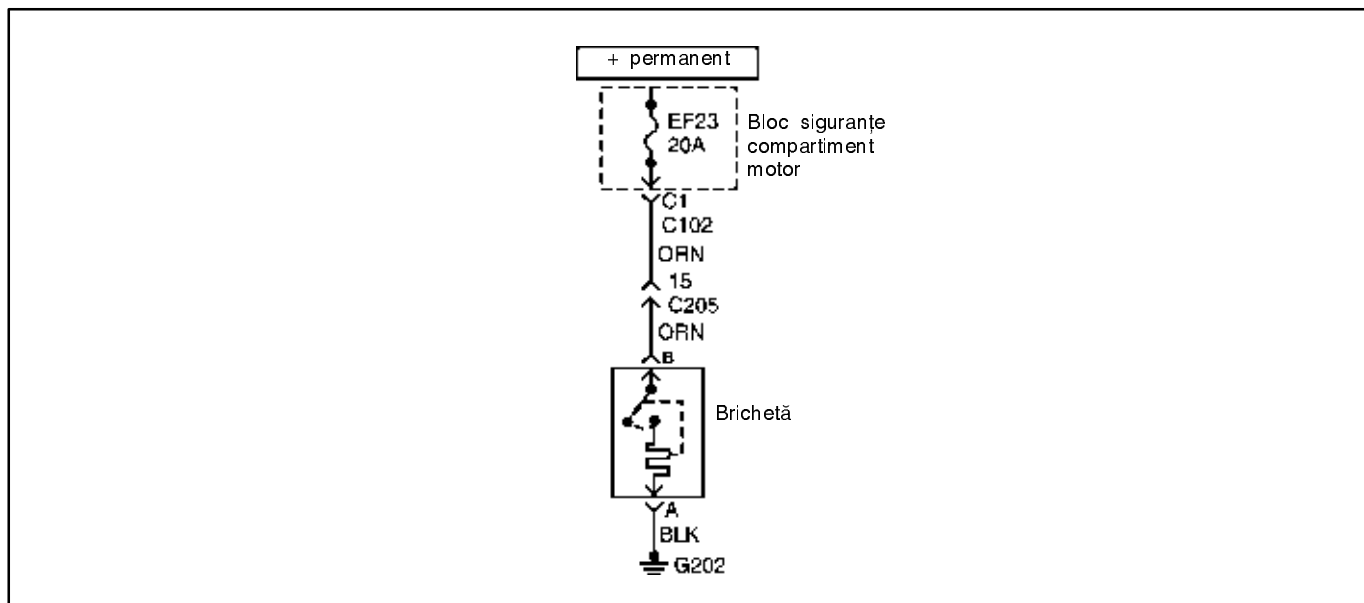 + permanent
EF23
20A
Bloc siguranțe
compartiment
motor
C1
C102
ORN
15
C205
ORN
B
Brichetă
A
BLK
G202